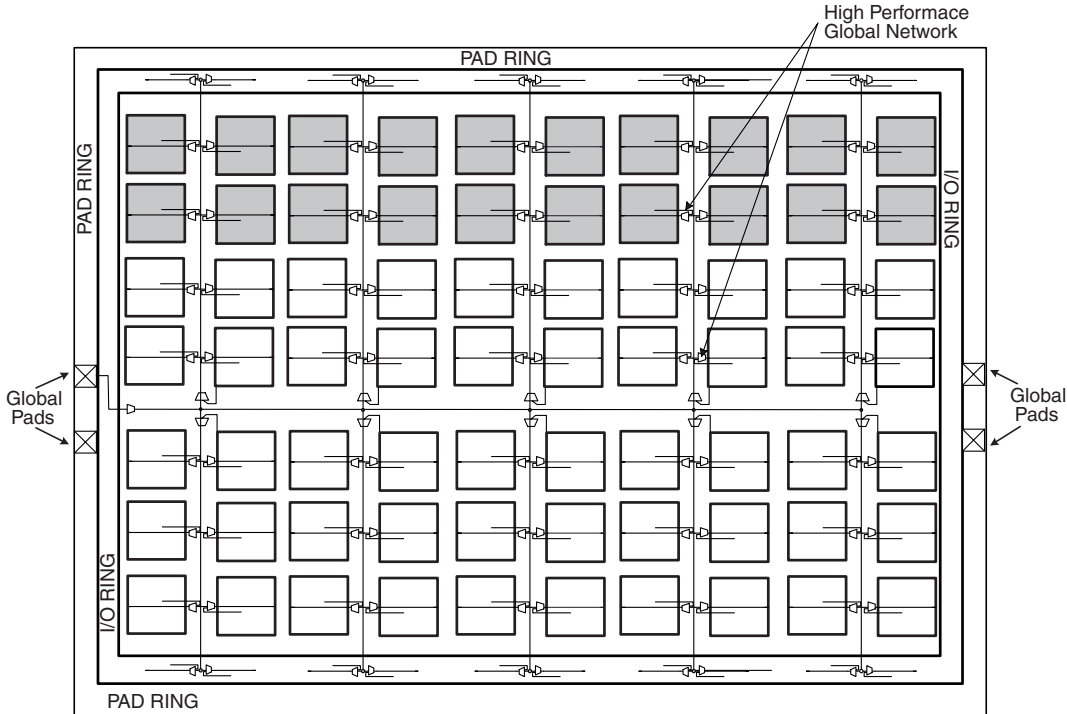 High Performace
Global Network
PAD RING
PAD RING
I/O RING
Global
Pads
Global
Pads
I/O RING
PAD RING